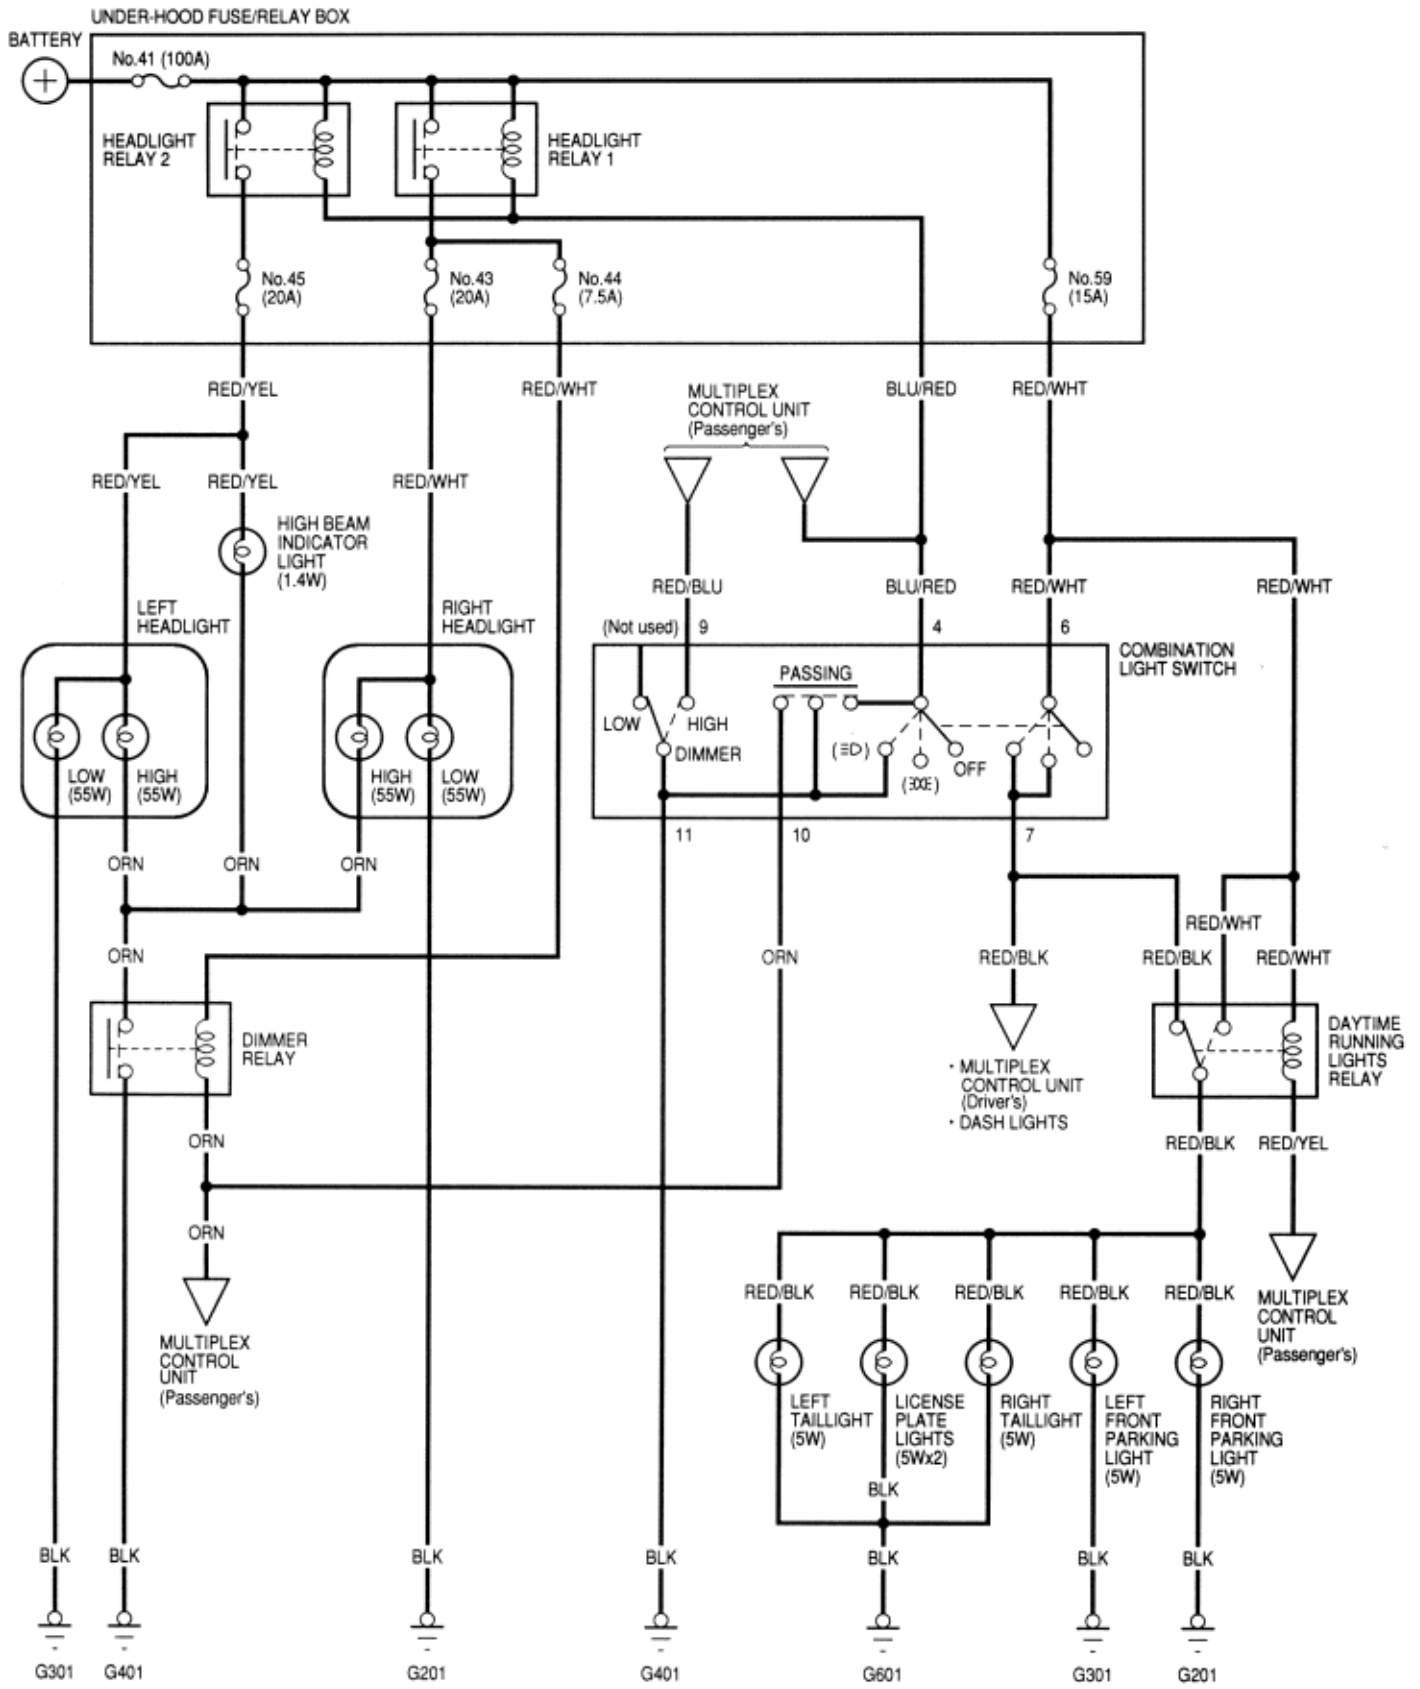 UNDER-HOOD FUSE/RELAY BOX
BATTERY
No.41 (100A)
HEADLIGHT
RELAY 2
HEADLIGHT
RELAY 1
No.45
(20A)
No.43
(20A)
No.44
(7.5A)
No.59
(15A)
RED/YEL
RED/WHT
BLU/RED
RED/WHT
MULTIPLEX
CONTROL UNIT
(Passenger's)
RED/YEL
RED/YEL
RED/WHT
HIGH BEAM
INDICATOR
LIGHT
(1.4W)
RED/BLU
BLU/RED
RED/WHT
RED/WHT
LEFT
HEADLIGHT
RIGHT
HEADLIGHT
(Not used)
9
4
6
COMBINATION
LIGHT SWITCH
PASSING
LOW
HIGH
DIMMER
OFF
LOW
(55W)
HIGH
(55W)
HIGH
(55W)
LOW
(55W)
11
10
7
ORN
ORN
ORN
RED/WHT
ORN
ORN
RED/BLK
RED/BLK
RED/WHT
DIMMER
RELAY
DAYTIME
RUNNING
LIGHTS
RELAY
· MULTIPLEX
CONTROL UNIT
(Driver's)
· DASH LIGHTS
ORN
RED/BLK
RED/YEL
ORN
MULTIPLEX
CONTROL
UNIT
(Passenger's)
RED/BLK
RED/BLK
RED/BLK
RED/BLK
RED/BLK
MULTIPLEX
CONTROL
UNIT
(Passenger's)
LEFT
TAILLIGHT
(5W)
LICENSE
PLATE
LIGHTS
(5Wx2)
RIGHT
TAILLIGHT
(5W)
LEFT
FRONT
PARKING
LIGHT
(5W)
RIGHT
FRONT
PARKING
LIGHT
(5W)
BLK
BLK
BLK
BLK
BLK
BLK
BLK
BLK
G301
G401
G201
G401
G601
G301
G201